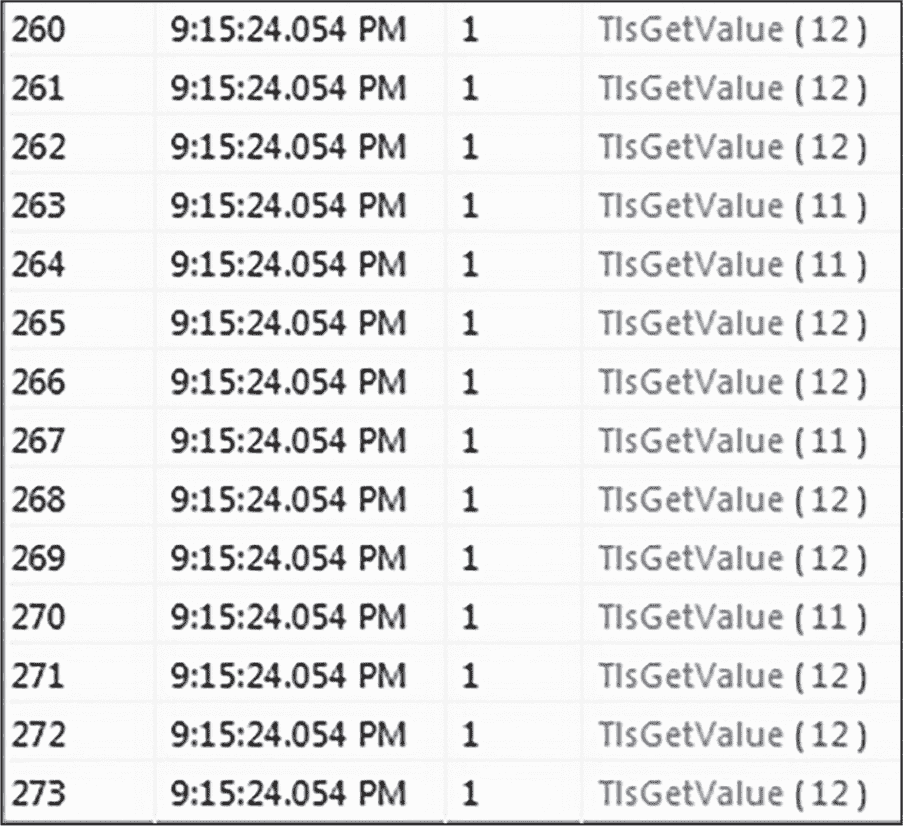 260 9:15:24.054 PM 1 TlsGetValue ( 12 )
261 9:15:24.054 PM 1 TlsGetValue ( 12 )
262 9:15:24.054 PM 1 TlsGetValue ( 12 )
263 9:15:24.054 PM 1 TlsGetValue ( 11 )
264 9:15:24.054 PM 1 TlsGetValue ( 11 )
265 9:15:24.054 PM 1 TlsGetValue ( 12 )
266 9:15:24.054 PM 1 TlsGetValue ( 12 )
267 9:15:24.054 PM 1 TlsGetValue ( 11 )
268 9:15:24.054 PM 1 TlsGetValue ( 12 )
269 9:15:24.054 PM 1 TlsGetValue ( 12 )
270 9:15:24.054 PM 1 TlsGetValue ( 11 )
271 9:15:24.054 PM 1 TlsGetValue ( 12 )
272 9:15:24.054 PM 1 TlsGetValue ( 12 )
273 9:15:24.054 PM 1 TlsGetValue ( 12 )